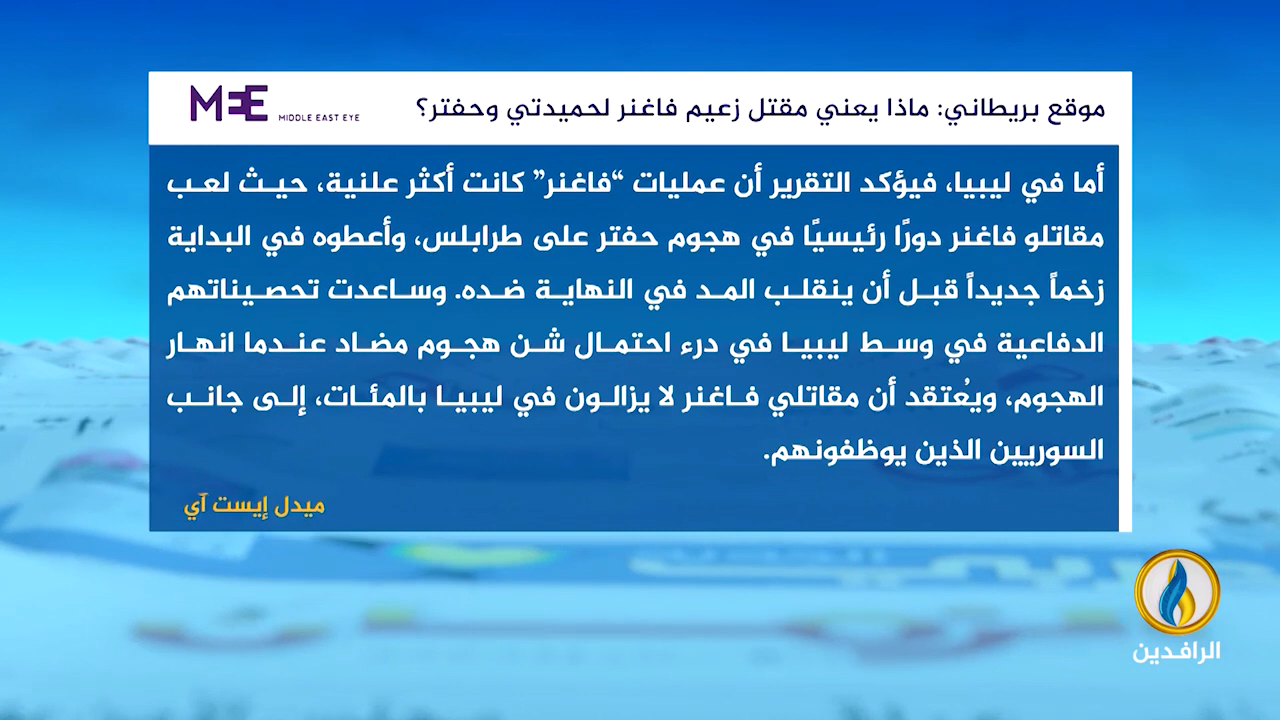 MEE
MIDDLE EAST EYE
موقع بريطاني: ماذا يعني مقتل زعيم فاغنر لحميدتي وحفتر؟
أما في ليبيا، فيؤكد التقرير أن عمليات “فاغنر” كانت أكثر علنية، حيث لعب
مقاتلو فاغنر دورًا رئيسيًا في هجوم حفتر على طرابلس، وأعطوه في البداية
زخماً جديداً قبل أن ينقلب المد في النهاية ضده. وساعدت تحصيناتهم
الدفاعية في وسط ليبيا في درء احتمال شن هجوم مضاد عندما انهار
الهجوم، ويُعتقد أن مقاتلي فاغنر لا يزالون في ليبيا بالمئات، إلى جانب
السوريين الذين يوظفونهم.
ميدل إيست آي
الرافدين